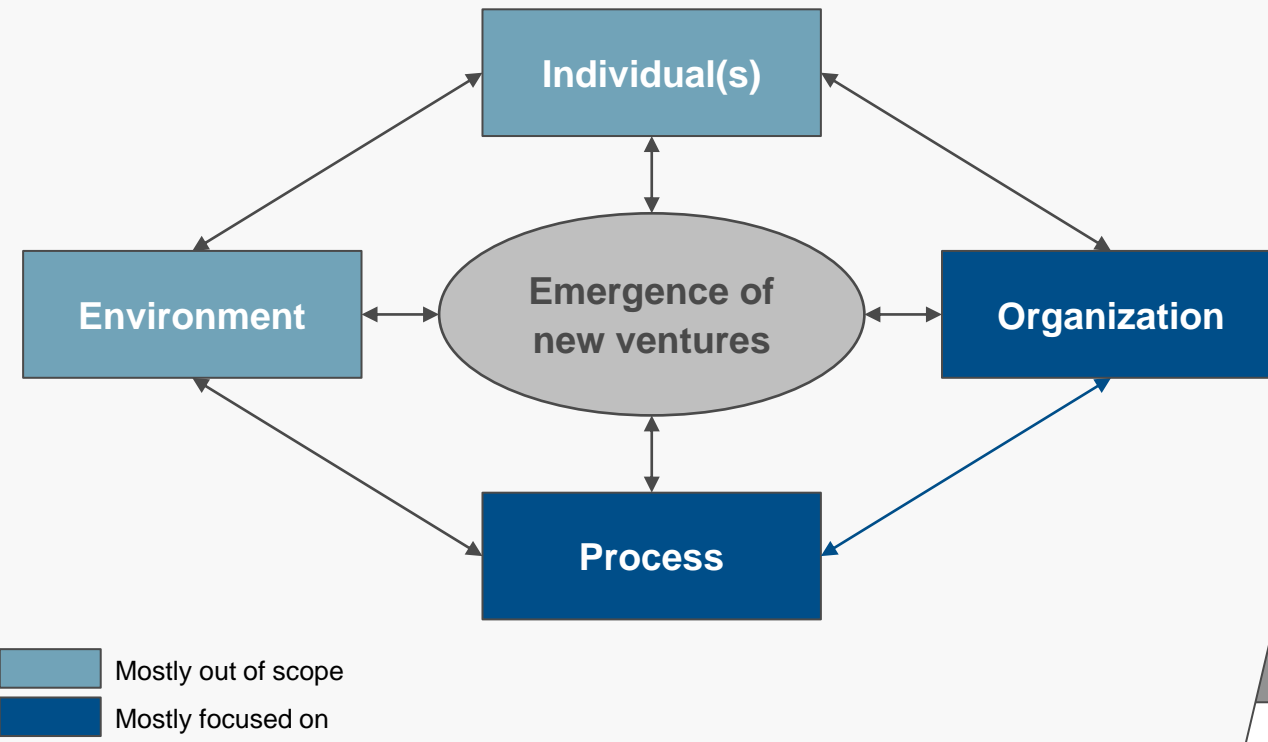 Individual(s)
Environment
Emergence of
new ventures
Organization
Process
Mostly out of scope
Mostly focused on